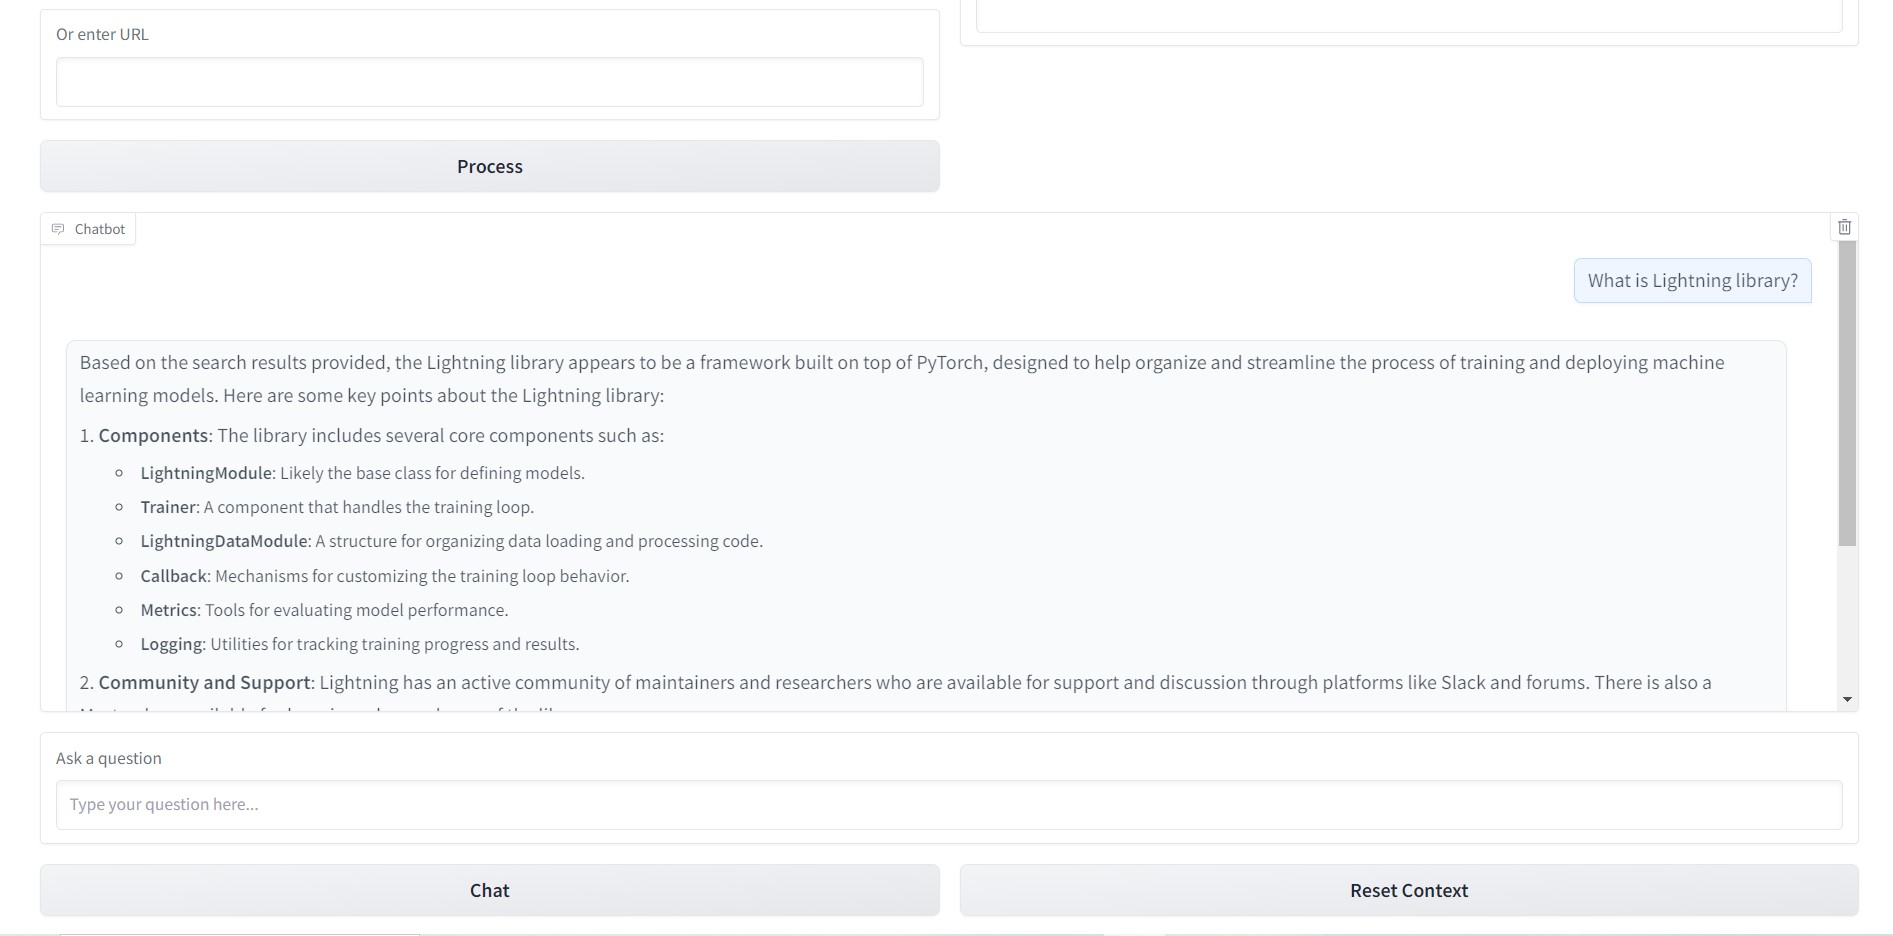 Or enter URL
Process
Chatbot
What is Lightning library?
Based on the search results provided, the Lightning library appears to be a framework built on top of PyTorch, designed to help organize and streamline the process of training and deploying machine
learning models. Here are some key points about the Lightning library:
1. Components: The library includes several core components such as:
LightningModule: Likely the base class for defining models.
Trainer: A component that handles the training loop.
LightningDataModule: A structure for organizing data loading and processing code.
Callback: Mechanisms for customizing the training loop behavior.
Metrics: Tools for evaluating model performance.
Logging: Utilities for tracking training progress and results.
2. Community and Support: Lightning has an active community of maintainers and researchers who are available for support and discussion through platforms like Slack and forums. There is also a
Ask a question
Type your question here...
Chat
Reset Context